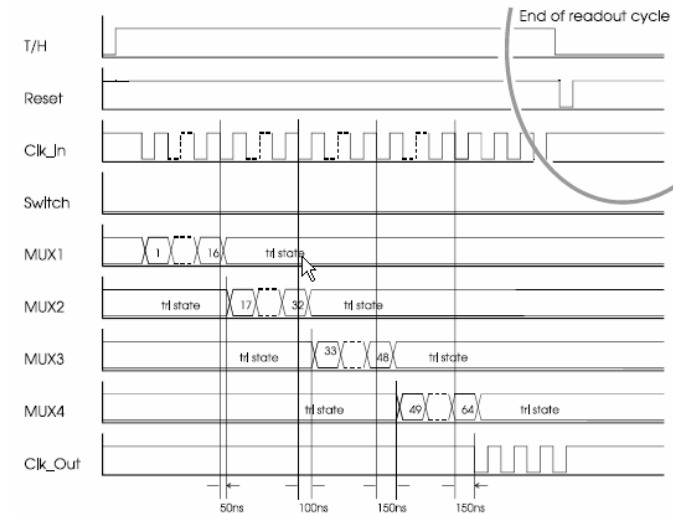 End of readout cycle
T/H
Reset
Clk_In
Switch
MUX1
1
16
tri state
MUX2
tri state
17
32
tri state
MUX3
tri state
33
48
tri state
MUX4
tri state
49
64
tri state
Clk_Out
50ns
100ns
150ns
150ns